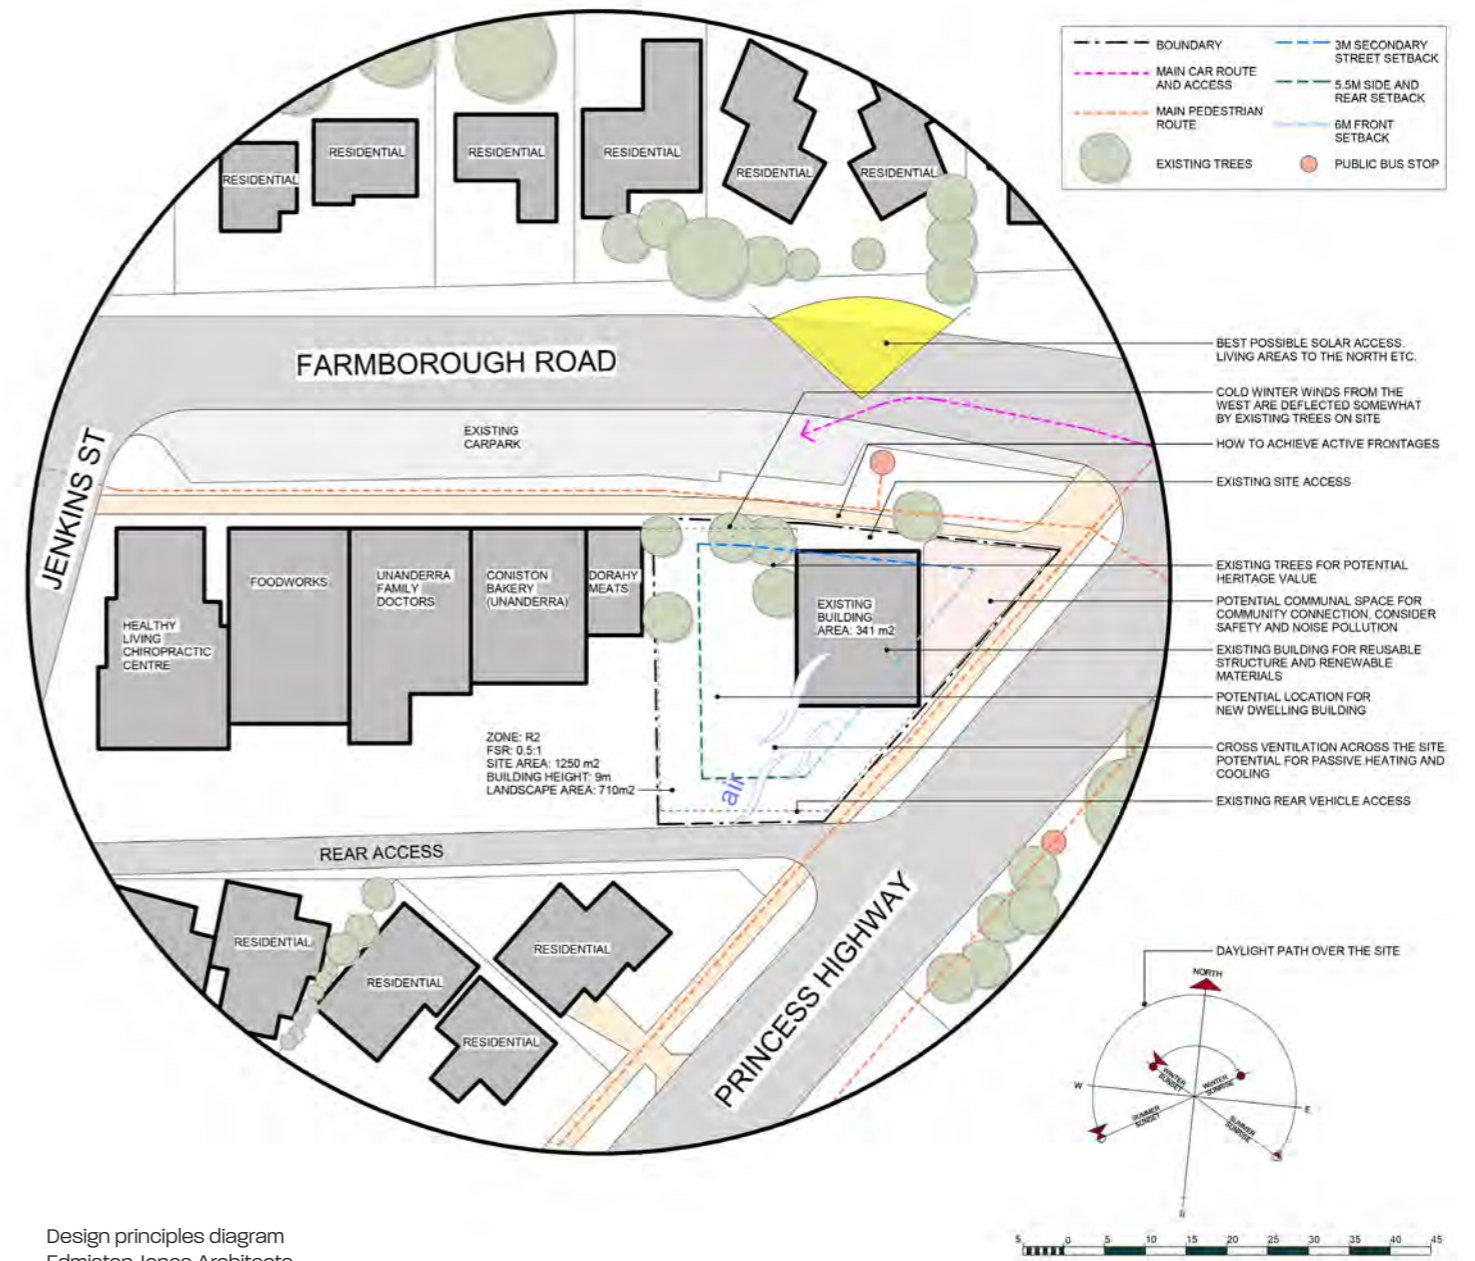 BOUNDARY
MAIN CAR ROUTE
AND ACCESS
MAIN PEDESTRIAN
ROUTE
EXISTING TREES
3M SECONDARY
STREET SETBACK
5.5M SIDE AND
REAR SETBACK
6M FRONT
SETBACK
PUBLIC BUS STOP
RESIDENTIAL
RESIDENTIAL
RESIDENTIAL
RESIDENTIAL
RESIDENTIAL
RESIDENTIAL
FARMBOROUGH ROAD
EXISTING
CARPARK
JENKINS ST
HEALTHY
LIVING
CHIROPRACTIC
CENTRE
FOODWORKS
UNANDERRA
FAMILY
DOCTORS
CONISTON
BAKERY
(UNANDERRA)
DORAHY
MEATS
EXISTING
BUILDING
AREA: 341 m2
ZONE: R2
FSR: 0.5:1
SITE AREA: 1250 m2
BUILDING HEIGHT: 9m
LANDSCAPE AREA: 710m2
air
REAR ACCESS
PRINCESS HIGHWAY
RESIDENTIAL
RESIDENTIAL
RESIDENTIAL
RESIDENTIAL
BEST POSSIBLE SOLAR ACCESS.
LIVING AREAS TO THE NORTH ETC.
COLD WINTER WINDS FROM THE
WEST ARE DEFLECTED SOMEWHAT
BY EXISTING TREES ON SITE
HOW TO ACHIEVE ACTIVE FRONTAGES
EXISTING SITE ACCESS
EXISTING TREES FOR POTENTIAL
HERITAGE VALUE
POTENTIAL COMMUNAL SPACE FOR
COMMUNITY CONNECTION, CONSIDER
SAFETY AND NOISE POLLUTION
EXISTING BUILDING FOR REUSABLE
STRUCTURE AND RENEWABLE
MATERIALS
POTENTIAL LOCATION FOR
NEW DWELLING BUILDING
CROSS VENTILATION ACROSS THE SITE
POTENTIAL FOR PASSIVE HEATING AND
COOLING
EXISTING REAR VEHICLE ACCESS
DAYLIGHT PATH OVER THE SITE
NORTH
W
E
S
WINTER
SUNSET
WINTER
SUNRISE
SUMMER
SUNSET
SUMMER
SUNRISE
5 0 5 10 15 20 25 30 35 40 45
Design principles diagram
Edmiston Jones Architects